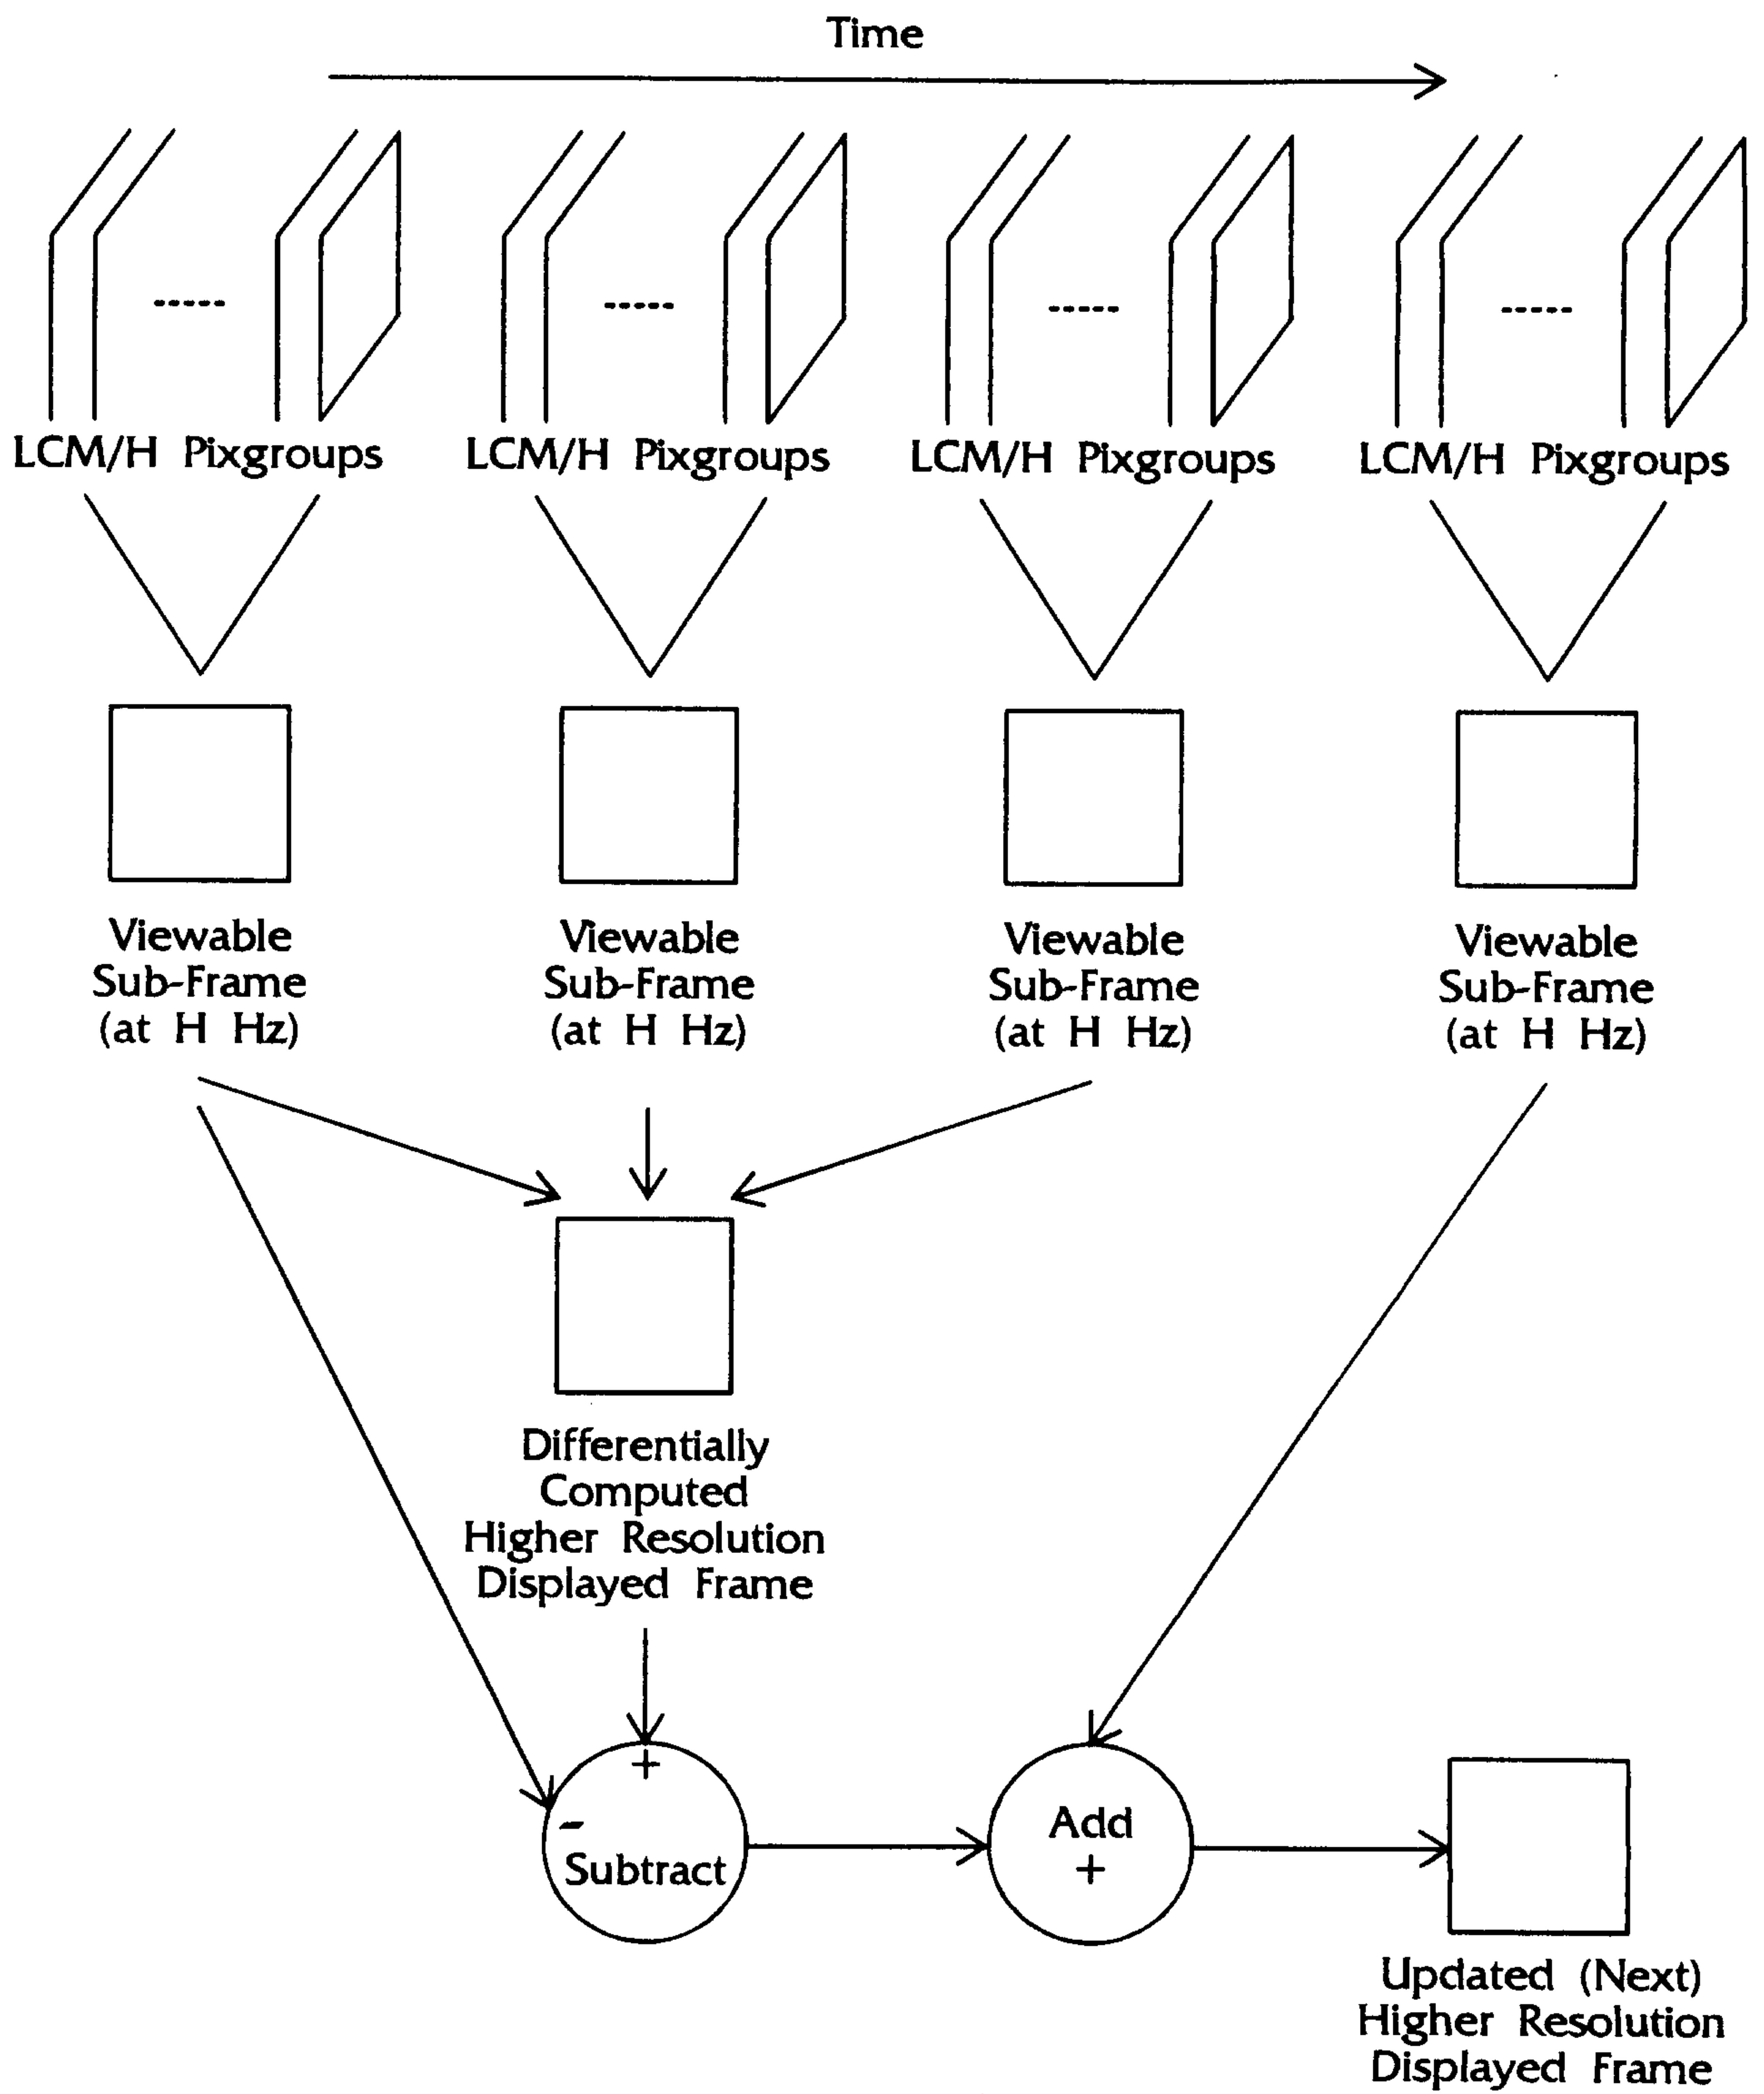 Time
LCM/H Pixgroups LCM/H Pixgroups LCM/H Pixgroups LCM/H Pixgroups
Viewable
Sub-Frame
(at H Hz)
Viewable
Sub-Frame
(at H Hz)
Viewable
Sub-Frame
(at H Hz)
Viewable
Sub-Frame
(at H Hz)
Differentially
Computed
Higher Resolution
Displayed Frame
+
-
Subtract
Add
+
Updated (Next)
Higher Resolution
Displayed Frame